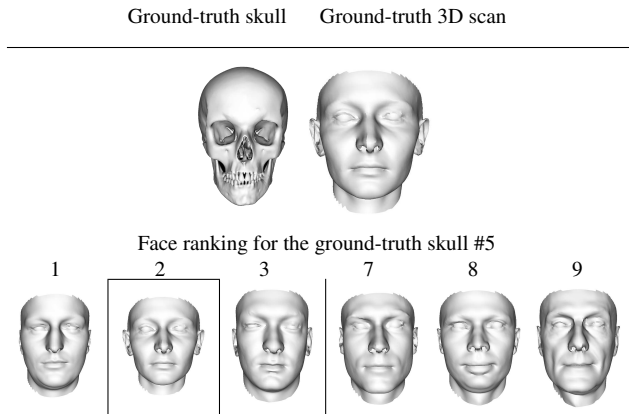 Ground-truth skull Ground-truth 3D scan
Face ranking for the ground-truth skull #5
1 2 3 7 8 9